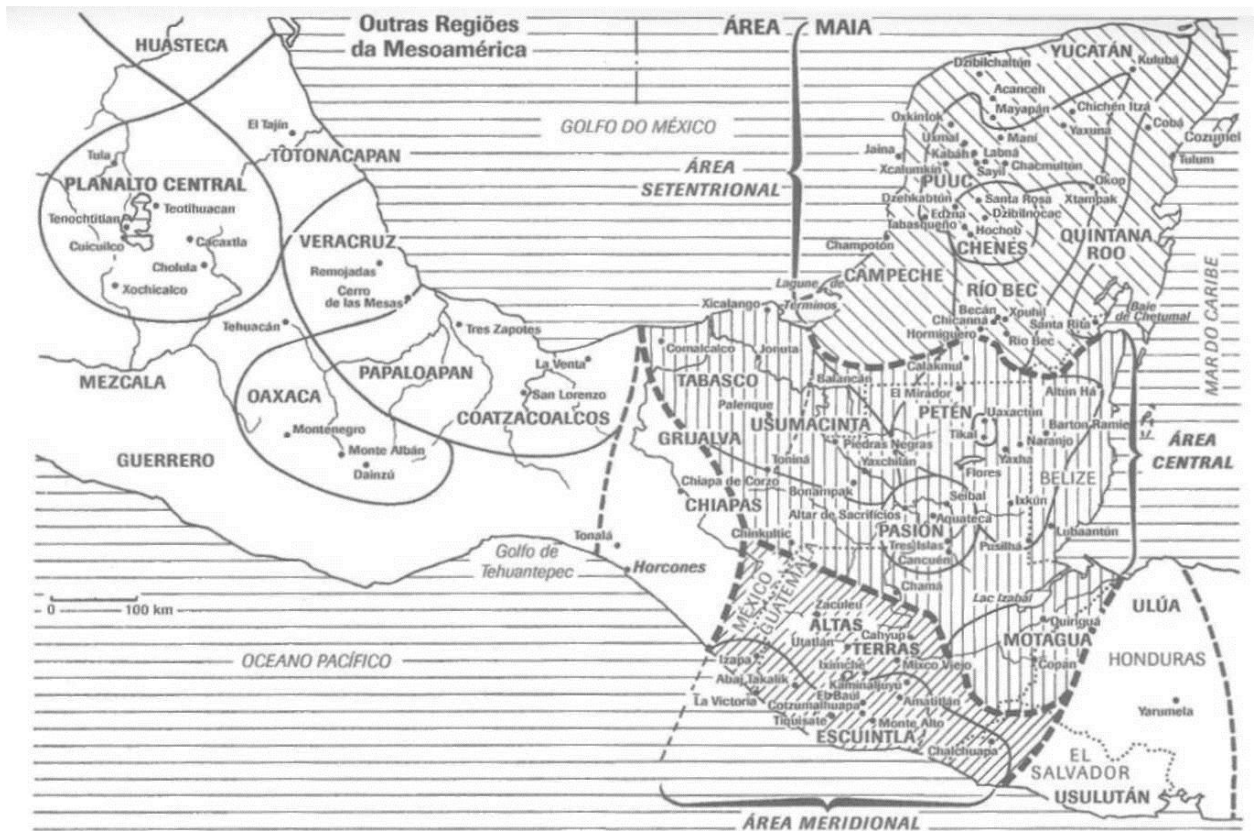 Outras Regiões
da Mesoamérica
ÁREA MAIA
HUASTECA
El Tajín
TOTONACAPAN
GOLFO DO MÉXICO
ÁREA
SETENTRIONAL
Tula
PLANALTO CENTRAL
Teotihuacan
Tenochtitlan
Cuicuilco
Cacaxtla
Cholula
Xochicalco
VERACRUZ
Remojadas
Cerro
de las Mesas
Tehuacán
Tres Zapotes
MEZCALA
La Venta
PAPALOAPAN
OAXACA
San Lorenzo
COATZACOALCOS
Montenegro
Monte Albán
Dainzú
GUERRERO
Tonalá
Golfo de
Tehuantepec
Horcones
0 100 km
OCEANO PACÍFICO
YUCATÁN
Dzibilchaltún
Kulubá
Acanceh
Mayapán
Chichén Itzá
Oxkintok
Cobá
Cozumel
Uxmal
Maní
Yaxuna
Jaina
Kabáh
Labná
Tulum
Xcalumkín
Sayil
Chacmultún
PUUC
Okop
Dzehkabtún
Santa Rosa
Xtampak
Edzná
Dzibilnocac
Tabasqueño
Hochob
QUINTANA
ROO
CHENES
Champotón
CAMPECHE
Lagune de
Términos
RÍO BEC
MAR DO CARIBE
Xicalango
Becán
Xpuhil
Baie
de Chetumal
Chicanná
Santa Rita
Hormiguero
Río Bec
Comalcalco
Jonuta
Calakmul
TABASCO
Balancán
El Mirador
Altún Há
Palenque
PETÉN
Uaxactún
USUMACINTA
Barton Ramie
Tikal
Naranjo
GRIJALVA
Piedras Negras
ÁREA
CENTRAL
Yaxchilán
Yaxha
Toniná
Flores
BELIZE
Chiapa de Corzo
Bonampak
Seibal
Ixkún
CHIAPAS
Altar de Sacrificios
Aquateca
Lubaantún
Chinkultic
PASIÓN
Tres Islas
Pusilhá
Cancuén
Chamá
Lac Izabal
MÉXICO
GUATEMALA
Zaculeu
ULÚA
ALTAS
TERRAS
Cahyup
Quiriguá
Utatlán
MOTAGUA
HONDURAS
Izapa
Iximché
Mixco Viejo
Copán
Abaj Takalik
Kaminaljuyú
La Victoria
El Baúl
Amatitlán
Cotzumalhuapa
Yarumela
Tiquisate
Monte Alto
ESCUINTLA
Chalchuapa
EL
SALVADOR
USULUTÁN
ÁREA MERIDIONAL